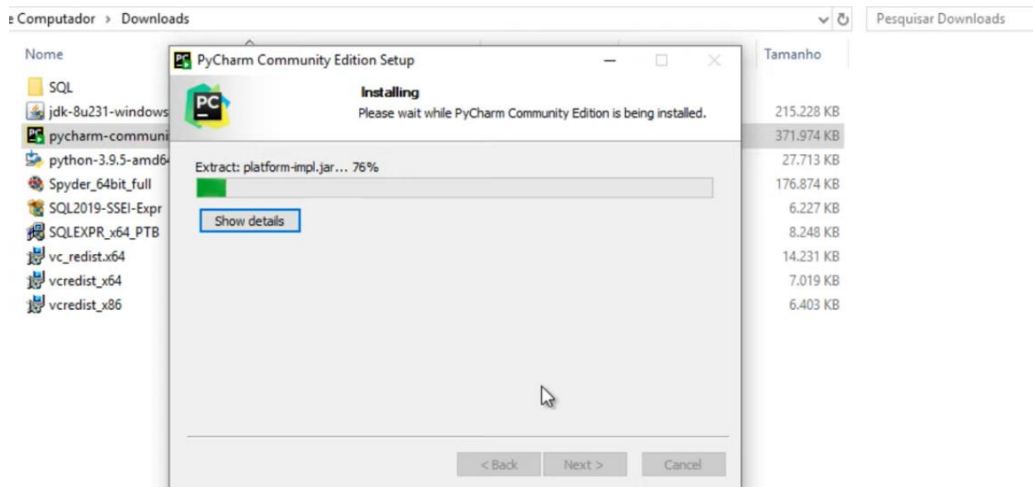 e Computador > Downloads
Pesquisar Downloads
Nome
Tamanho
SQL
jdk-8u231-windows
215.228 KB
pycharm-communi
371.974 KB
python-3.9.5-amd6
27.713 KB
Spyder_64bit_full
176.874 KB
SQL2019-SSEI-Expr
6.227 KB
SQLEXPR_x64_PTB
8.248 KB
vc_redist.x64
14.231 KB
vcredist_x64
7.019 KB
vcredist_x86
6.403 KB
PyCharm Community Edition Setup
PC
Installing
Please wait while PyCharm Community Edition is being installed.
Extract: platform-impl.jar... 76%
Show details
< Back
Next >
Cancel